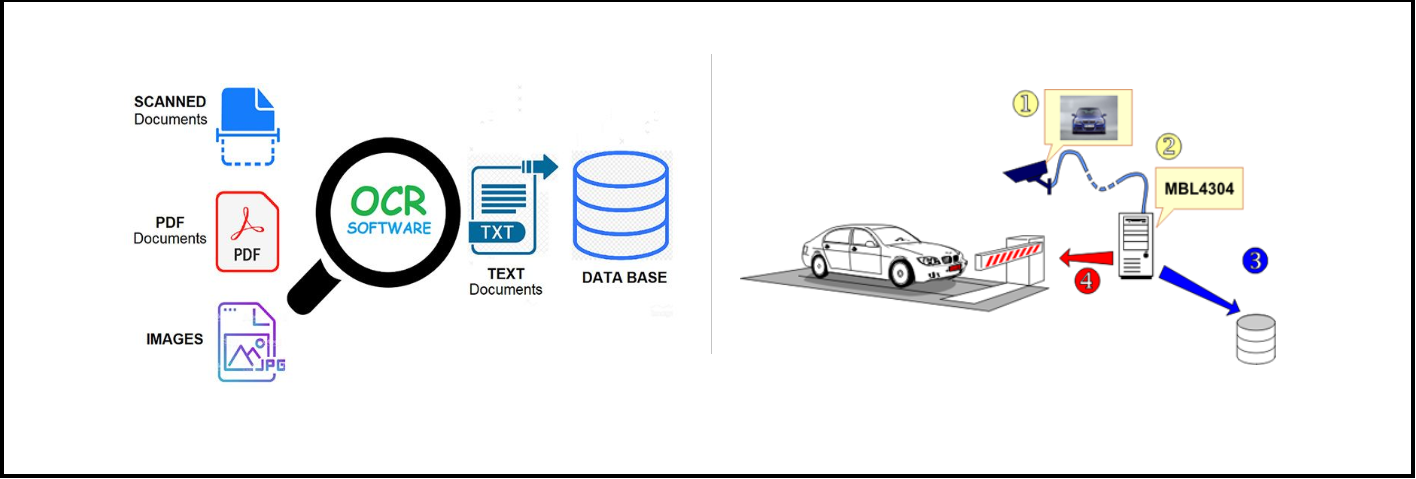 SCANNED
Documents
PDF
Documents
PDF
IMAGES
JPG
OCR
SOFTWARE
TXT
TEXT
Documents
DATA BASE
1
2
MBL4304
3
4